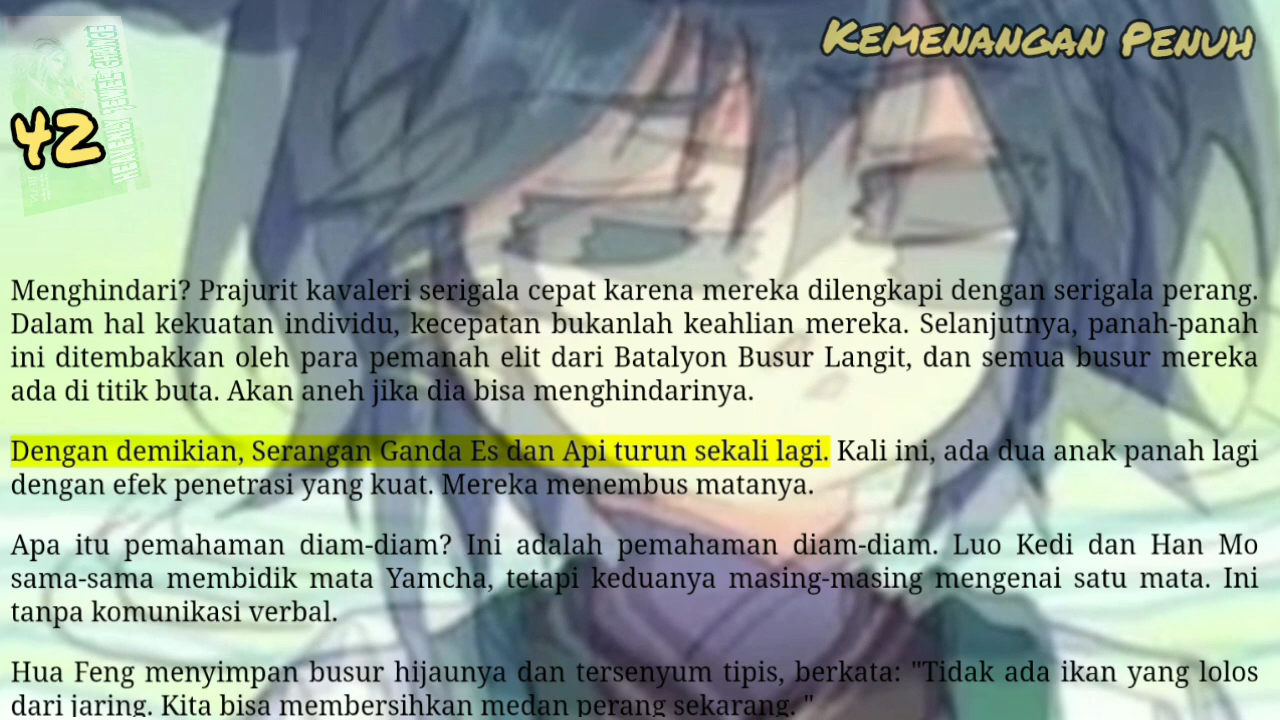 Kemenangan Penuh
HEAVENLY JEWEL CHANGE
42
Menghindari? Prajurit kavaleri serigala cepat karena mereka dilengkapi dengan serigala perang.
Dalam hal kekuatan individu, kecepatan bukanlah keahlian mereka. Selanjutnya, panah-panah
ini ditembakkan oleh para pemanah elit dari Batalyon Busur Langit, dan semua busur mereka
ada di titik buta. Akan aneh jika dia bisa menghindarinya.
Dengan demikian, Serangan Ganda Es dan Api turun sekali lagi. Kali ini, ada dua anak panah lagi
dengan efek penetrasi yang kuat. Mereka menembus matanya.
Apa itu pemahaman diam-diam? Ini adalah pemahaman diam-diam. Luo Kedi dan Han Mo
sama-sama membidik mata Yamcha, tetapi keduanya masing-masing mengenai satu mata. Ini
tanpa komunikasi verbal.
Hua Feng menyimpan busur hijaunya dan tersenyum tipis, berkata: "Tidak ada ikan yang lolos
dari jaring. Kita bisa membersihkan medan perang sekarang. "